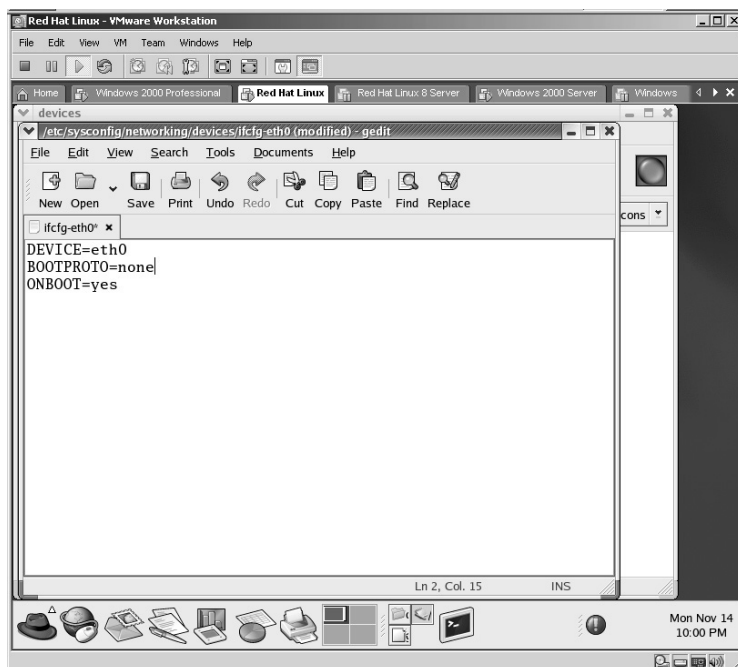 Red Hat Linux - VMware Workstation
File Edit View VM Team Windows Help
Home Windows 2000 Professional Red Hat Linux Red Hat Linux 8 Server Windows 2000 Server Windows
devices
/etc/sysconfig/networking/devices/ifcfg-eth0 (modified) - gedit
File Edit View Search Tools Documents Help
New Open Save Print Undo Redo Cut Copy Paste Find Replace
cons
ifcfg-eth0*
DEVICE=eth0
BOOTPROTO=none
ONBOOT=yes
Ln 2, Col. 15 INS
Mon Nov 14
10:00 PM